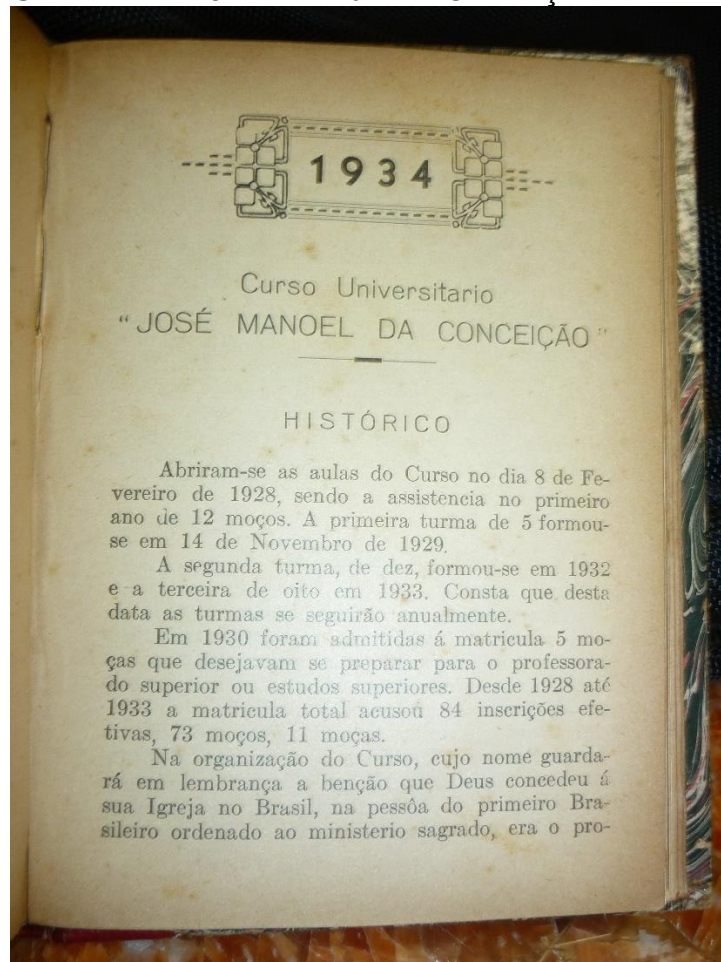 1934
Curso Universitario
"JOSÉ MANOEL DA CONCEIÇÃO"
HISTÓRICO
Abriram-se as aulas do Curso no dia 8 de Fe-
vereiro de 1928, sendo a assistencia no primeiro
ano de 12 moços. A primeira turma de 5 formou-
se em 14 de Novembro de 1929.
A segunda turma, de dez, formou-se em 1932
e a terceira de oito em 1933. Consta que desta
data as turmas se seguirão anualmente.
Em 1930 foram admitidas á matricula 5 mo-
ças que desejavam se preparar para o professora-
do superior ou estudos superiores. Desde 1928 até
1933 a matricula total acusou 84 inscrições efe-
tivas, 73 moços, 11 moças.
Na organização do Curso, cujo nome guarda-
rá em lembrança a benção que Deus concedeu á
sua Igreja no Brasil, na pessôa do primeiro Bra-
sileiro ordenado ao ministerio sagrado, era o pro-